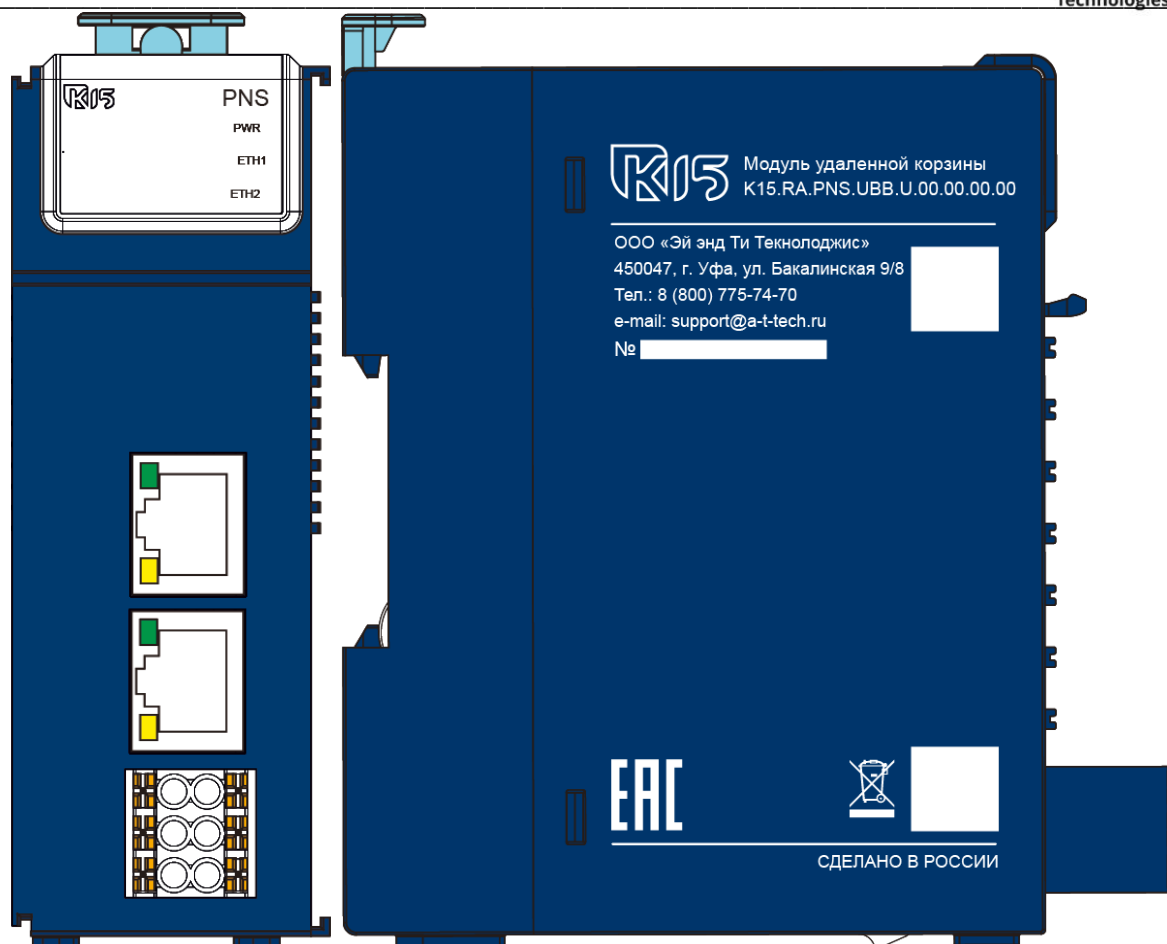 Technologies
K15
PNS
PWR
ETH1
ETH2
K15
Модуль удаленной корзины
K15.RA.PNS.UBB.U.00.00.00.00
ООО «Эй энд Ти Текнолоджис»
450047, г. Уфа, ул. Бакалинская 9/8
Тел.: 8 (800) 775-74-70
e-mail: support@a-t-tech.ru
№
EAC
СДЕЛАНО В РОССИИ